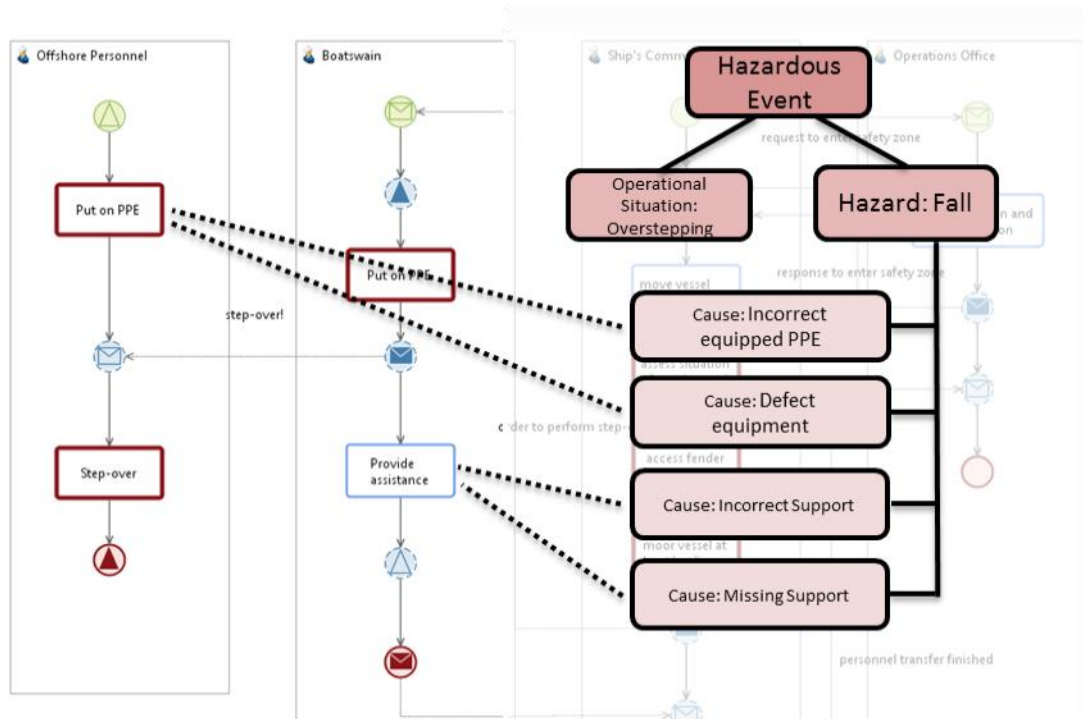 Offshore Personnel
Boatswain
Ship's Comm
Operations Office
Hazardous
Event
request to enter safety zone
Operational
Situation:
Overstepping
Hazard: Fall
Put on PPE
n and
on
Put on PPE
response to enter safety zone
move vessel
step-over!
Cause: Incorrect
equipped PPE
assess situation
Cause: Defect
equipment
der to perform step-
access fender
Step-over
Provide
assistance
Cause: Incorrect Support
moor vessel at
Cause: Missing Support
personnel transfer finished